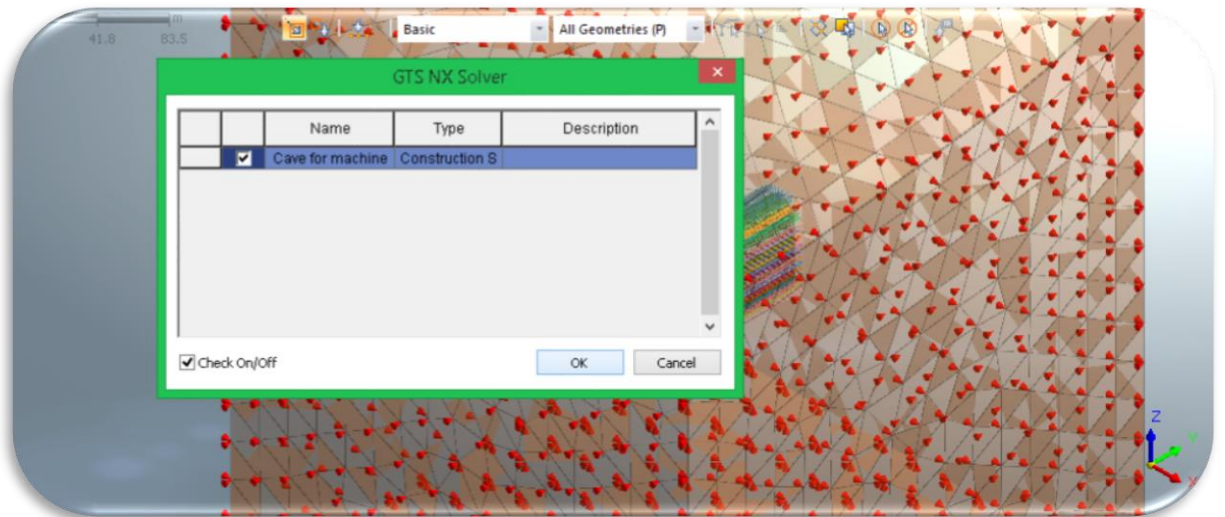 m
41.8 83.5
Basic All Geometries (P)
GTS NX Solver
Name Type Description
Cave for machine Construction S
Check On/Off OK Cancel
Z
Y
X